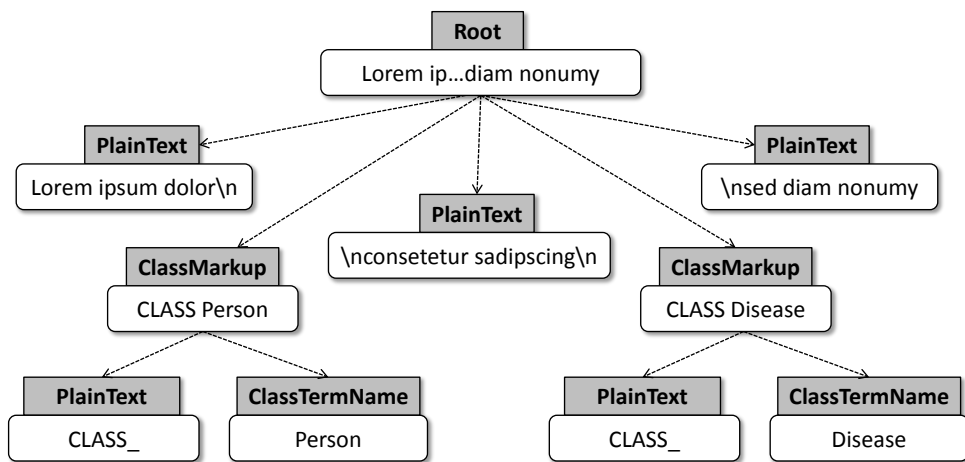 Root
Lorem ip...diam nonumy
PlainText
Lorem ipsum dolor\n
PlainText
\nsed diam nonumy
PlainText
\nconsetetur sadipscing\n
ClassMarkup
CLASS Person
ClassMarkup
CLASS Disease
PlainText
CLASS_
ClassTermName
Person
PlainText
CLASS_
ClassTermName
Disease